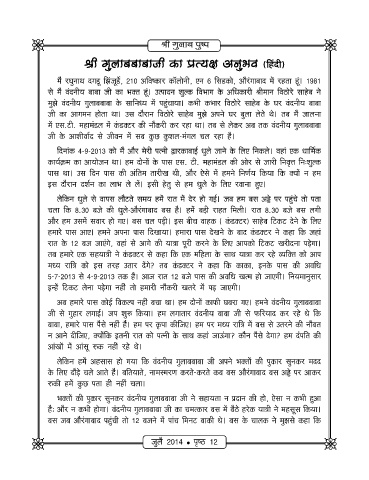 श्री गुलाब पुष्प
श्री गुलाबबाबाजी का प्रत्यक्ष अनुभव (हिंदी)
मैं रघुनाथ दगडू झिंजूर्डे, 210 अविष्कार कॉलोनी, एन 6 सिडको, औरंगाबाद में रहता हूं। 1981
से मैं वंदनीय बाबा जी का भक्त हूं। उत्पादन शुल्क विभाग के अधिकारी श्रीमान विठोरे साहेब ने
मुझे वंदनीय गुलाबबाबा के सानिध्य में पहुंचाया। कभी कभार विठोरे साहेब के घर वंदनीय बाबा
जी का आगमन होता था। उस दौरान विठोरे साहेब मुझे अपने घर बुला लेते थे। तब मैं जालना
में एस.टी. महामंडल में कंडक्टर की नौकरी कर रहा था। तब से लेकर अब तक वंदनीय गुलाबबाबा
जी के आशीर्वाद से जीवन में सब कुछ कुशल-मंगल चल रहा हैं।
दिनांक 4-9-2013 को मैं और मेरी पत्नी द्वारकाबाई धुले जाने के लिए निकले। वहां एक धार्मिक
कार्यक्रम का आयोजन था। हम दोनों के पास एस. टी. महामंडल की ओर से जारी निवृत्त निःशुल्क
पास था। उस दिन पास की अंतिम तारीख थी, और ऐसे में हमने निर्णय किया कि क्यों न हम
इस दौरान दर्शन का लाभ ले लें। इसी हेतु से हम धुले के लिए रवाना हुए।
लेकिन धुले से वापस लौटते समय हमें रात में देर हो गई। जब हम बस अड्डे पर पहुंचे तो पता
चला कि 8.30 बजे की धुले-औरंगाबाद बस हैं। हमें बड़ी राहत मिली। रात 8.30 बजे बस लगी
और हम उसमें सवार हो गए। बस चल पड़ी। इस बीच वाहक ( कंडक्टर) साहब टिकट देने के लिए
हमारे पास आए। हमने अपना पास दिखाया। हमारा पास देखने के बाद कंडक्टर ने कहा कि जहां
रात के 12 बज जाएंगे, वहां से आगे की यात्रा पूरी करने के लिए आपको टिकट खरीदना पड़ेगा।
तब हमारे एक सहयात्री ने कंडक्टर से कहा कि एक महिला के साथ यात्रा कर रहे व्यक्ति को आप
मध्य रात्रि को इस तरह उतार देंगे? तब कंडक्टर ने कहा कि काका, इनके पास की अवधि
5-7-2013 से 4-9-2013 तक है। आज रात 12 बजे पास की अवधि खत्म हो जाएगी। नियमानुसार
इन्हें टिकट लेना पड़ेगा नहीं तो हमारी नौकरी खतरे में पड़ जाएगी।
अब हमारे पास कोई विकल्प नहीं बचा था। हम दोनों काफी घबरा गए। हमने वंदनीय गुलाबबाबा
जी से गुहार लगाई। जप शुरु किया। हम लगातार वंदनीय बाबा जी से फरियाद कर रहे थे कि
बाबा, हमारे पास पैसे नहीं हैं। हम पर कृपा कीजिए। हम पर मध्य रात्रि में बस से उतरने की नौबत
न आने दीजिए, क्योंकि इतनी रात को पत्नी के साथ कहां जाऊंगा? कौन पैसे देगा? हम दंपति की
आंखों में आंसू रुक नहीं रहे थे।
लेकिन हमें अहसास हो गया कि वंदनीय गुलाबबाबा जी अपने भक्तों की पुकार सुनकर मदद
के लिए दौड़े चले आते हैं। बतियाते, नामस्मरण करते-करते कब बस औरंगाबाद बस अड्डे पर आकर
रुकी हमें कुछ पता ही नहीं चला।
भक्तों की पुकार सुनकर वंदनीय गुलाबबाबा जी ने सहायता न प्रदान की हो, ऐसा न कभी हुआ
हैं; और न कभी होगा। वंदनीय गुलाबबाबा जी का चमत्कार बस में बैठे हरेक यात्री ने महसूस किया।
बस जब औरंगाबाद पहुंची तो 12 बजने में पांच मिनट बाकी थे। बस के चालक ने मुझसे कहा कि
जुलै 2014 • पृष्ठ 12